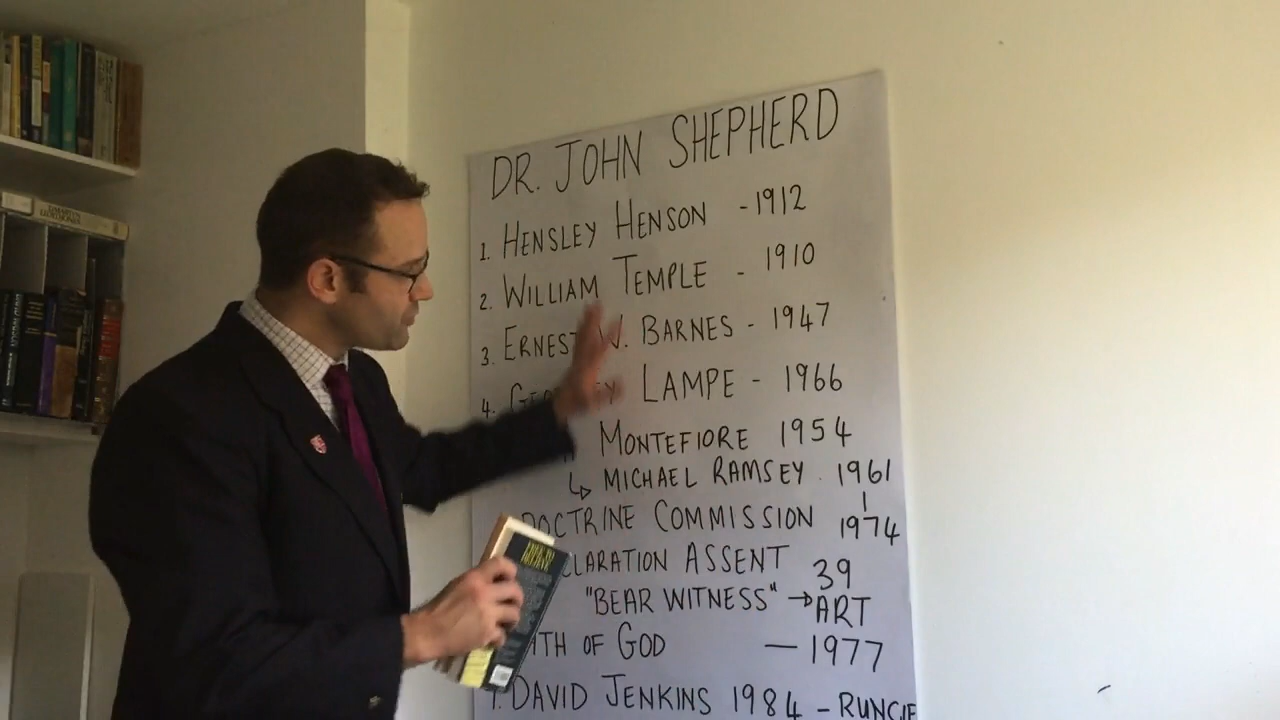 DR. JOHN SHEPHERD
1. HENSLEY HENSON - 1912
2. WILLIAM TEMPLE - 1910
3. ERNEST W. BARNES - 1947
4. LAMPE - 1966
MONTEFIORE 1954
↳ MICHAEL RAMSEY 1961
DOCTRINE COMMISSION 1974
ASSENT 39
"BEAR WITNESS" → ART
OF GOD — 1977
DAVID JENKINS 1984 - RUNCIE